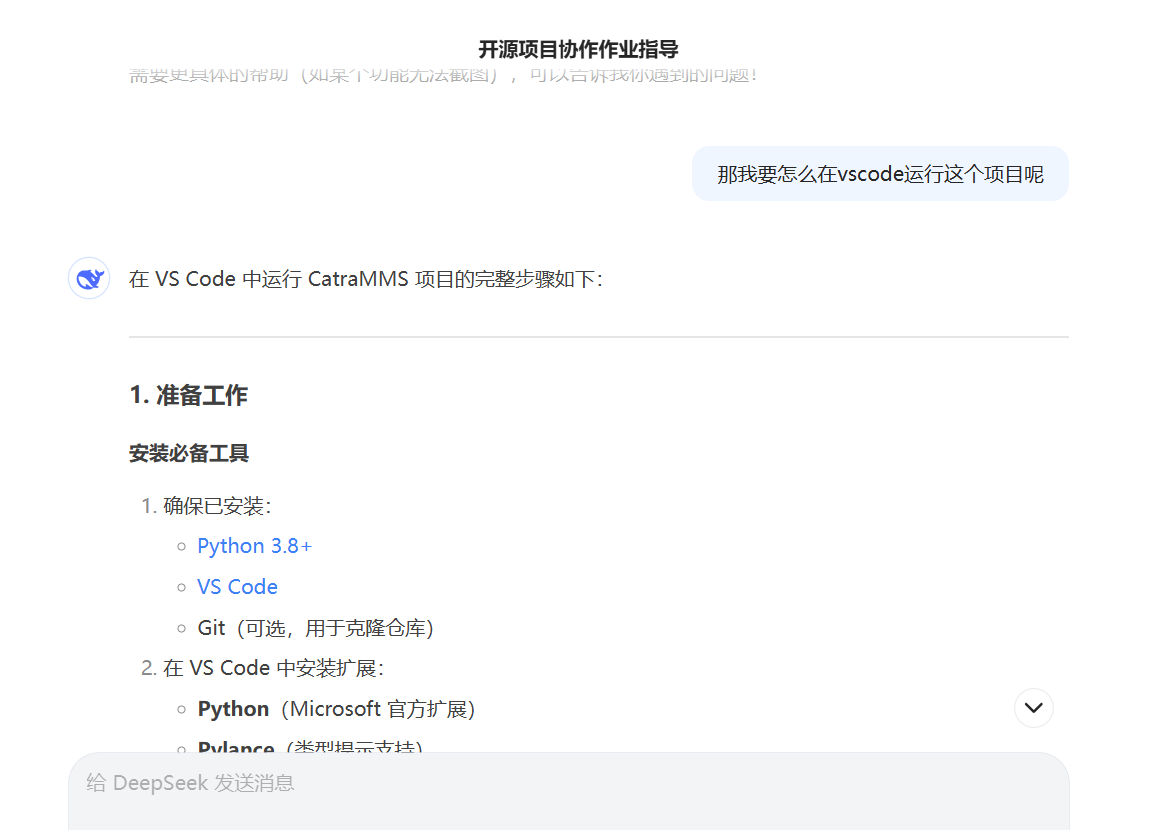 开源项目协作作业指导
需要更具体的帮助（如某个功能无法截图），可以告诉我你遇到的问题！
那我要怎么在vscode运行这个项目呢
在 VS Code 中运行 CatraMMS 项目的完整步骤如下：
1. 准备工作
安装必备工具
1. 确保已安装：
Python 3.8+
VS Code
Git（可选，用于克隆仓库）
2. 在 VS Code 中安装扩展：
Python（Microsoft 官方扩展）
Pylance（类型提示支持）
给 DeepSeek 发送消息